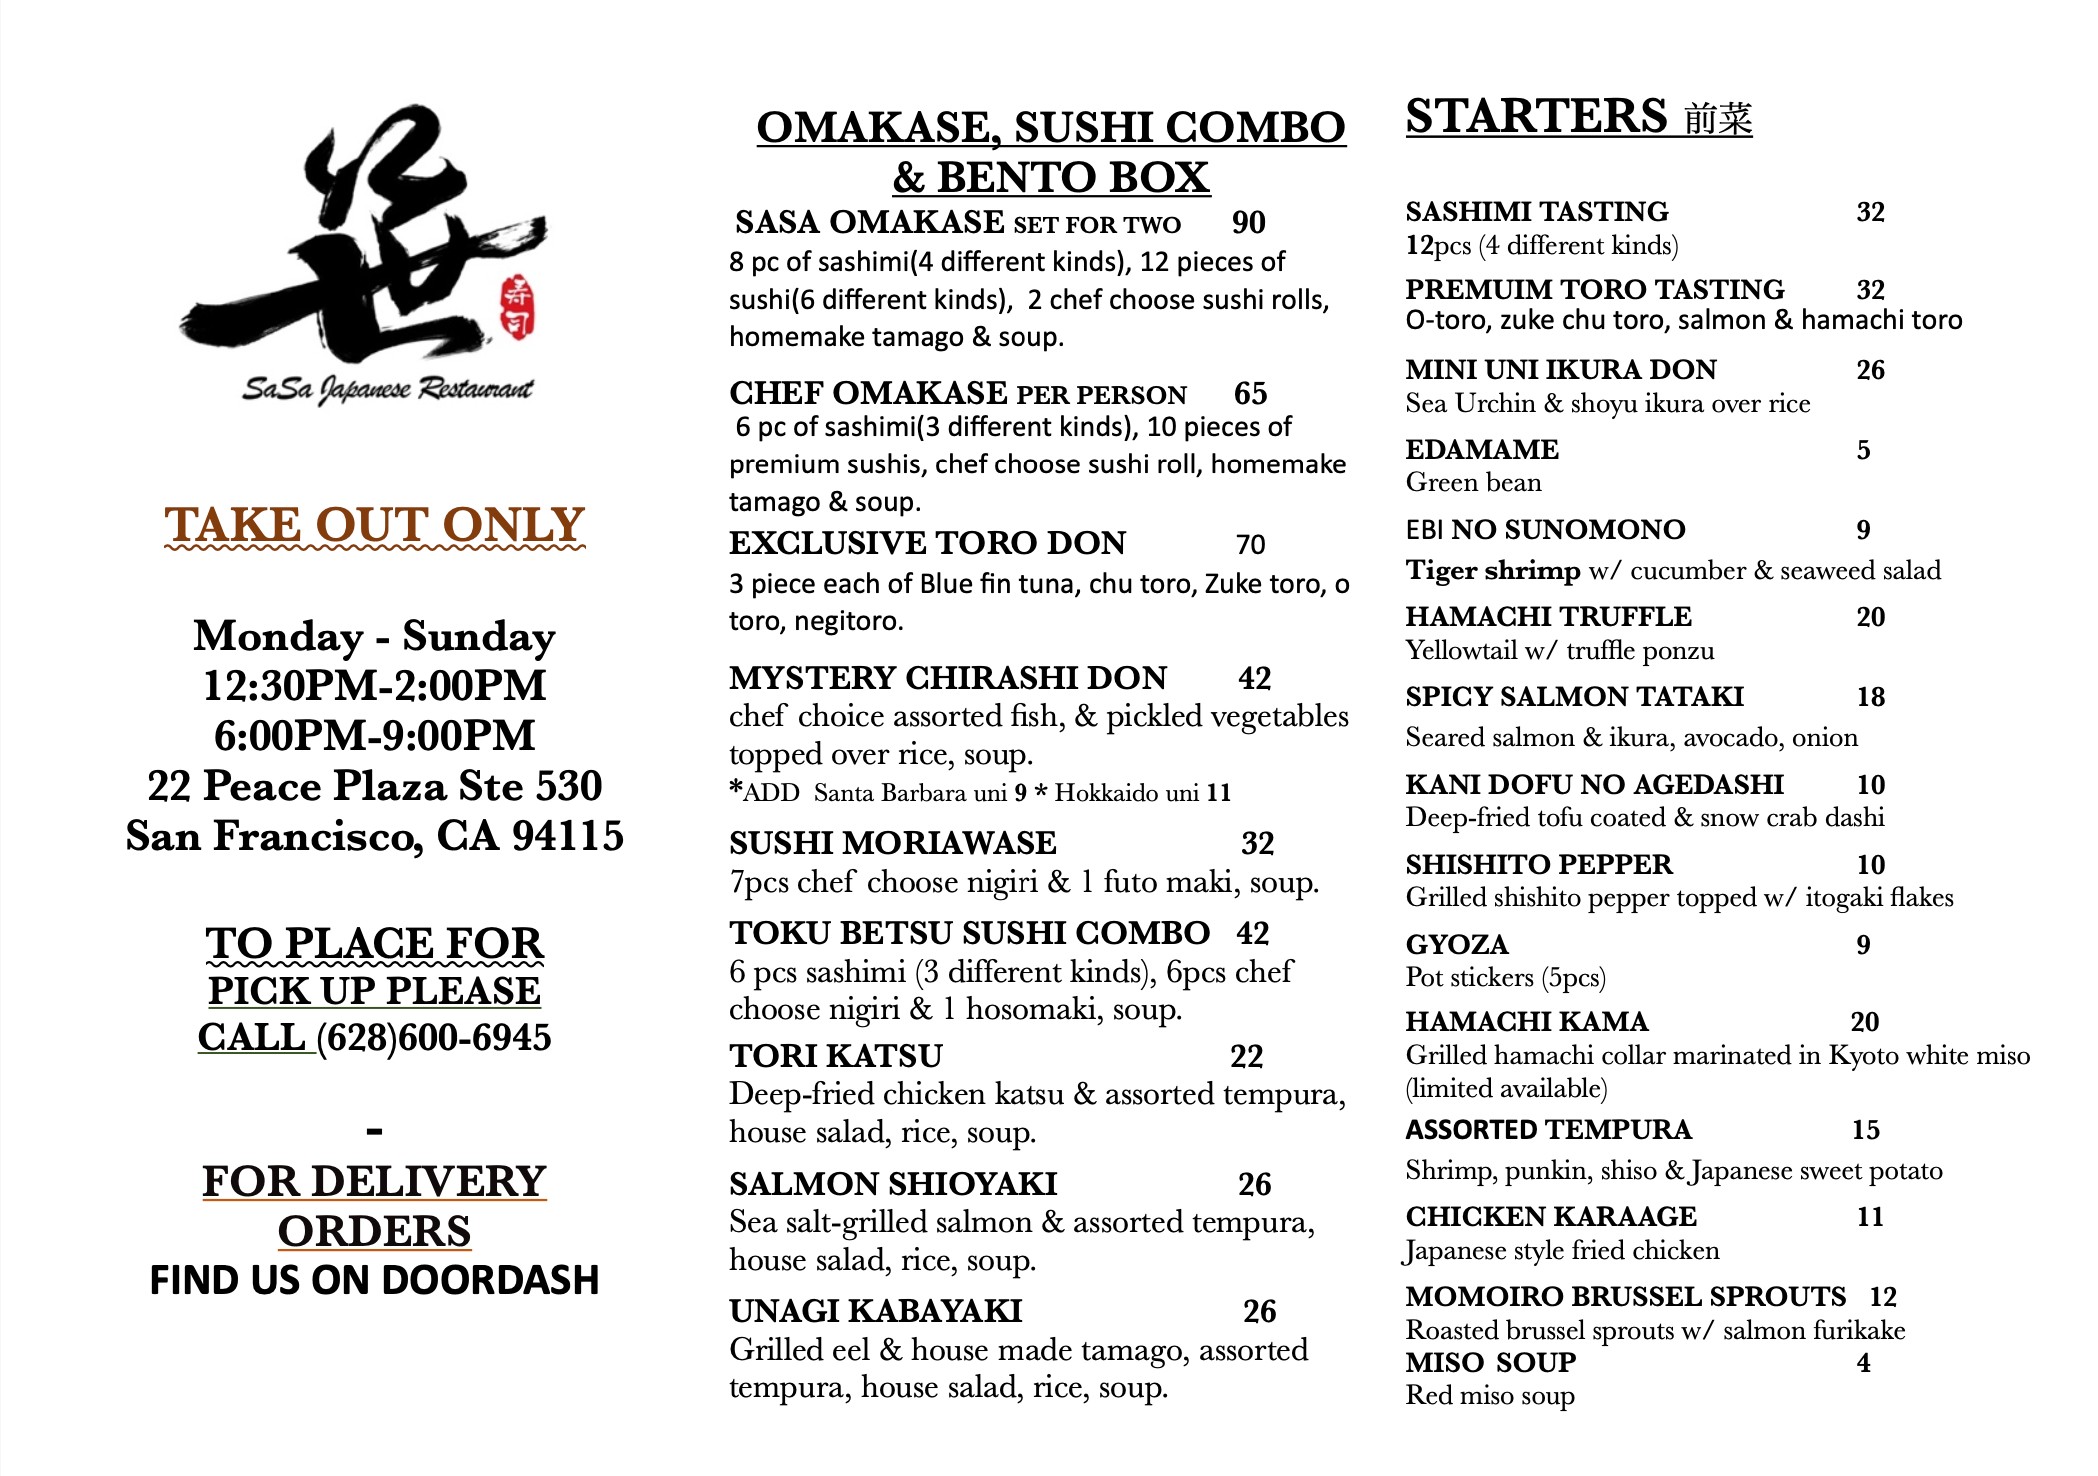 世
寿司
SaSa Japanese Restaurant
TAKE OUT ONLY
Monday - Sunday
12:30PM-2:00PM
6:00PM-9:00PM
22 Peace Plaza Ste 530
San Francisco, CA 94115
TO PLACE FOR
PICK UP PLEASE
CALL (628)600-6945
-
FOR DELIVERY
ORDERS
FIND US ON DOORDASH
OMAKASE, SUSHI COMBO
& BENTO BOX
SASA OMAKASE SET FOR TWO 90
8 pc of sashimi(4 different kinds), 12 pieces of
sushi(6 different kinds), 2 chef choose sushi rolls,
homemake tamago & soup.
CHEF OMAKASE PER PERSON 65
6 pc of sashimi(3 different kinds), 10 pieces of
premium sushis, chef choose sushi roll, homemake
tamago & soup.
EXCLUSIVE TORO DON 70
3 piece each of Blue fin tuna, chu toro, Zuke toro, o
toro, negitoro.
MYSTERY CHIRASHI DON 42
chef choice assorted fish, & pickled vegetables
topped over rice, soup.
*ADD Santa Barbara uni 9 * Hokkaido uni 11
SUSHI MORIAWASE 32
7pcs chef choose nigiri & 1 futo maki, soup.
TOKU BETSU SUSHI COMBO 42
6 pcs sashimi (3 different kinds), 6pcs chef
choose nigiri & 1 hosomaki, soup.
TORI KATSU 22
Deep-fried chicken katsu & assorted tempura,
house salad, rice, soup.
SALMON SHIOYAKI 26
Sea salt-grilled salmon & assorted tempura,
house salad, rice, soup.
UNAGI KABAYAKI 26
Grilled eel & house made tamago, assorted
tempura, house salad, rice, soup.
STARTERS 前菜
SASHIMI TASTING 32
12pcs (4 different kinds)
PREMUIM TORO TASTING 32
O-toro, zuke chu toro, salmon & hamachi toro
MINI UNI IKURA DON 26
Sea Urchin & shoyu ikura over rice
EDAMAME 5
Green bean
EBI NO SUNOMONO 9
Tiger shrimp w/ cucumber & seaweed salad
HAMACHI TRUFFLE 20
Yellowtail w/ truffle ponzu
SPICY SALMON TATAKI 18
Seared salmon & ikura, avocado, onion
KANI DOFU NO AGEDASHI 10
Deep-fried tofu coated & snow crab dashi
SHISHITO PEPPER 10
Grilled shishito pepper topped w/ itogaki flakes
GYOZA 9
Pot stickers (5pcs)
HAMACHI KAMA 20
Grilled hamachi collar marinated in Kyoto white miso
(limited available)
ASSORTED TEMPURA 15
Shrimp, punkin, shiso & Japanese sweet potato
CHICKEN KARAAGE 11
Japanese style fried chicken
MOMOIRO BRUSSEL SPROUTS 12
Roasted brussel sprouts w/ salmon furikake
MISO SOUP 4
Red miso soup